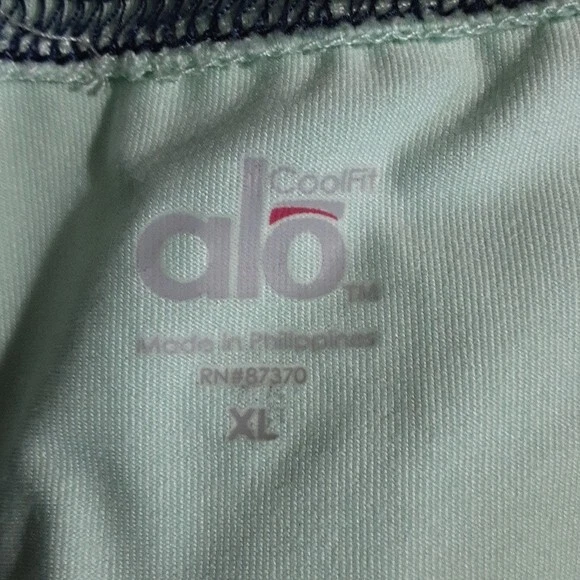 CoolFit
alo
TM
Made in Philippines
RN#87370
XL